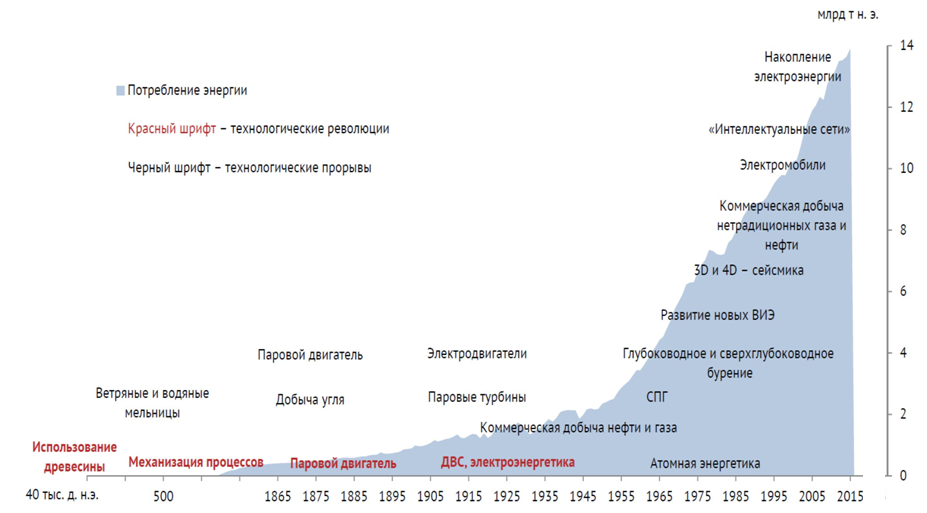 млрд т н. э.
14
Накопление
электроэнергии
Потребление энергии
12
Красный шрифт – технологические революции
«Интеллектуальные сети»
Черный шрифт – технологические прорывы
Электромобили
10
Коммерческая добыча
нетрадиционных газа и
нефти
8
3D и 4D – сейсмика
6
Развитие новых ВИЭ
Паровой двигатель
Электродвигатели
Глубоководное и сверхглубоководное
бурение
4
Ветряные и водяные
мельницы
Добыча угля
Паровые турбины
СПГ
2
Коммерческая добыча нефти и газа
Использование
древесины
Механизация процессов
Паровой двигатель
ДВС, электроэнергетика
Атомная энергетика
0
40 тыс. д.н.э.
500
1865 1875 1885 1895 1905 1915 1925 1935 1945 1955 1965 1975 1985 1995 2005 2015